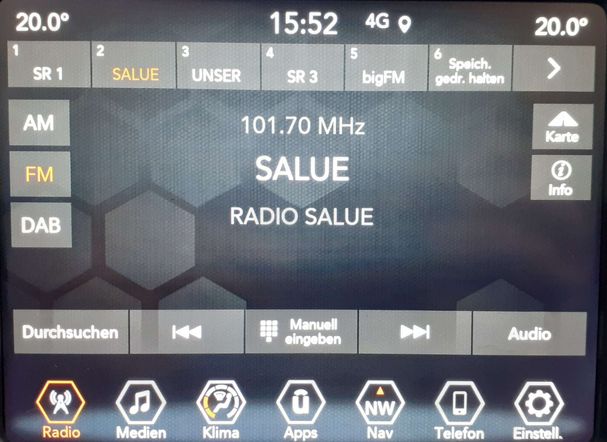 20.0°
15:52
4G
20.0°
1
SR 1
2
SALUE
3
UNSER
4
SR 3
5
bigFM
6
Speich.
gedr. halten
AM
101.70 MHz
Karte
SALUE
FM
Info
RADIO SALUE
DAB
Durchsuchen
Manuell
eingeben
Audio
Radio
Medien
Klima
u
Apps
NW
Nav
Telefon
Einstell.